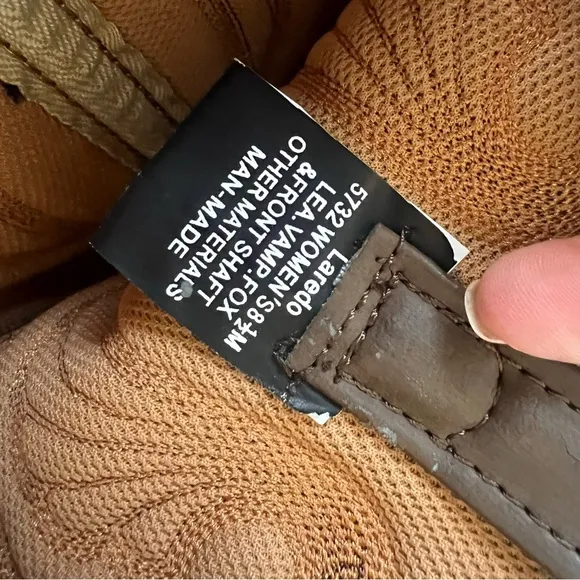 Laredo
5732 WOMEN'S 8½M
LEA. VAMP.FOX
&FRONT SHAFT
OTHER MATERIALS
MAN-MADE